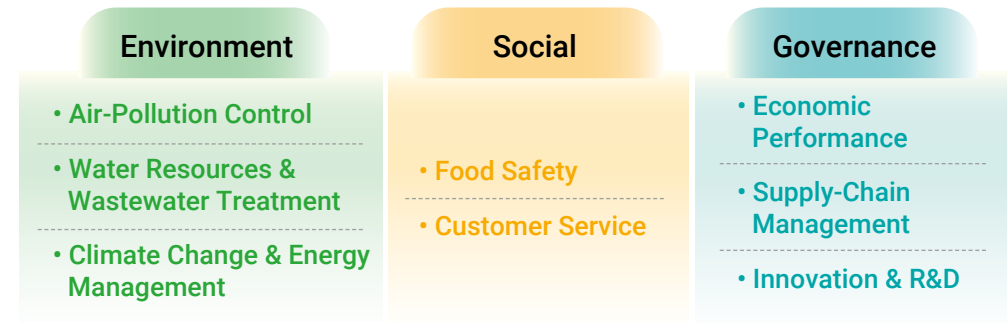 Environment
• Air-Pollution Control
• Water Resources &
Wastewater Treatment
• Climate Change & Energy
Management
Social
• Food Safety
• Customer Service
Governance
• Economic
Performance
• Supply-Chain
Management
• Innovation & R&D